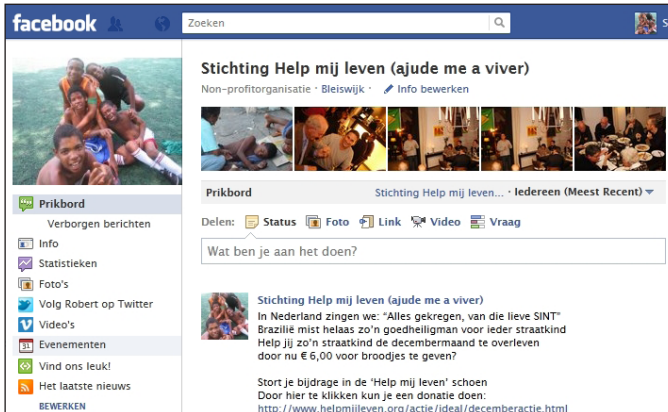 facebook
Zoeken
S
Stichting Help mij leven (ajude me a viver)
Non-profitorganisatie · Bleiswijk · Info bewerken
Prikbord
Verborgen berichten
Info
Statistieken
Foto's
Volg Robert op Twitter
Video's
31 Evenementen
Vind ons leuk!
Het laatste nieuws
BEWERKEN
Prikbord Stichting Help mij leven... · Iedereen (Meest Recent)
Delen: Status Foto Link Video Vraag
Wat ben je aan het doen?
Stichting Help mij leven (ajude me a viver)
In Nederland zingen we: “Alles gekregen, van die lieve SINT”
Brazilië mist helaas zo’n goedheiligman voor ieder straatkind
Help jij zo’n straatkind de decembermaand te overleven
door nu € 6,00 voor broodjes te geven?
Stort je bijdrage in de ‘Help mij leven’ schoen
Door hier te klikken kun je een donatie doen:
http://www.helpmijleven.org/actie/ideal/decemberactie.html